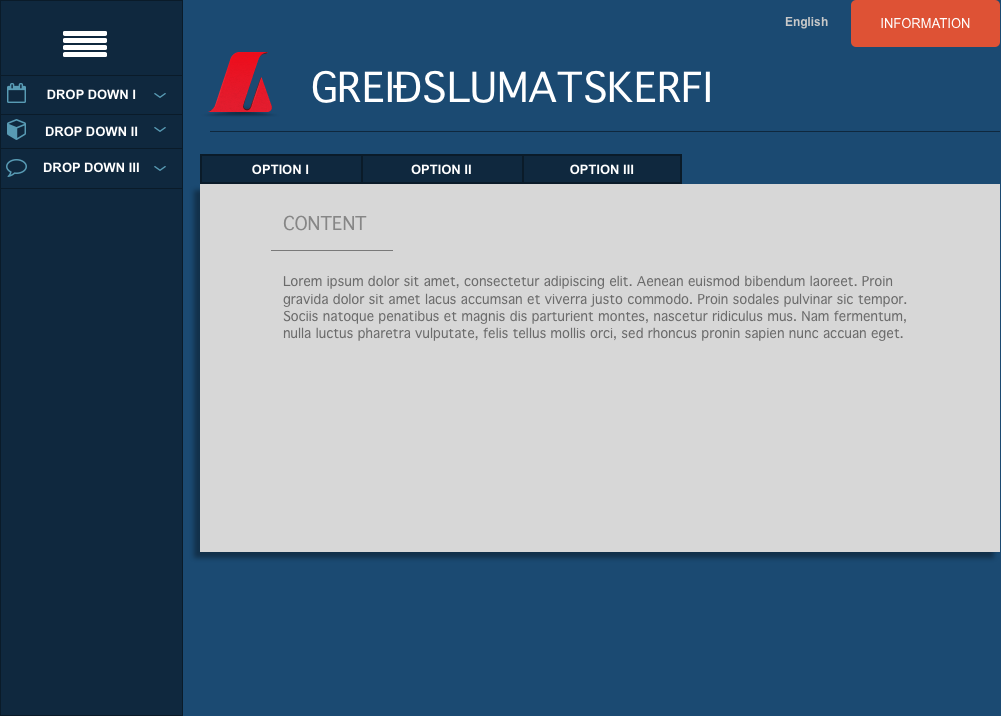 English
INFORMATION
GREIÐSLUMATSKERFI
DROP DOWN I
DROP DOWN II
DROP DOWN III
OPTION I
OPTION II
OPTION III
CONTENT
Lorem ipsum dolor sit amet, consectetur adipiscing elit. Aenean euismod bibendum laoreet. Proin
gravida dolor sit amet lacus accumsan et viverra justo commodo. Proin sodales pulvinar sic tempor.
Sociis natoque penatibus et magnis dis parturient montes, nascetur ridiculus mus. Nam fermentum,
nulla luctus pharetra vulputate, felis tellus mollis orci, sed rhoncus pronin sapien nunc accuan eget.